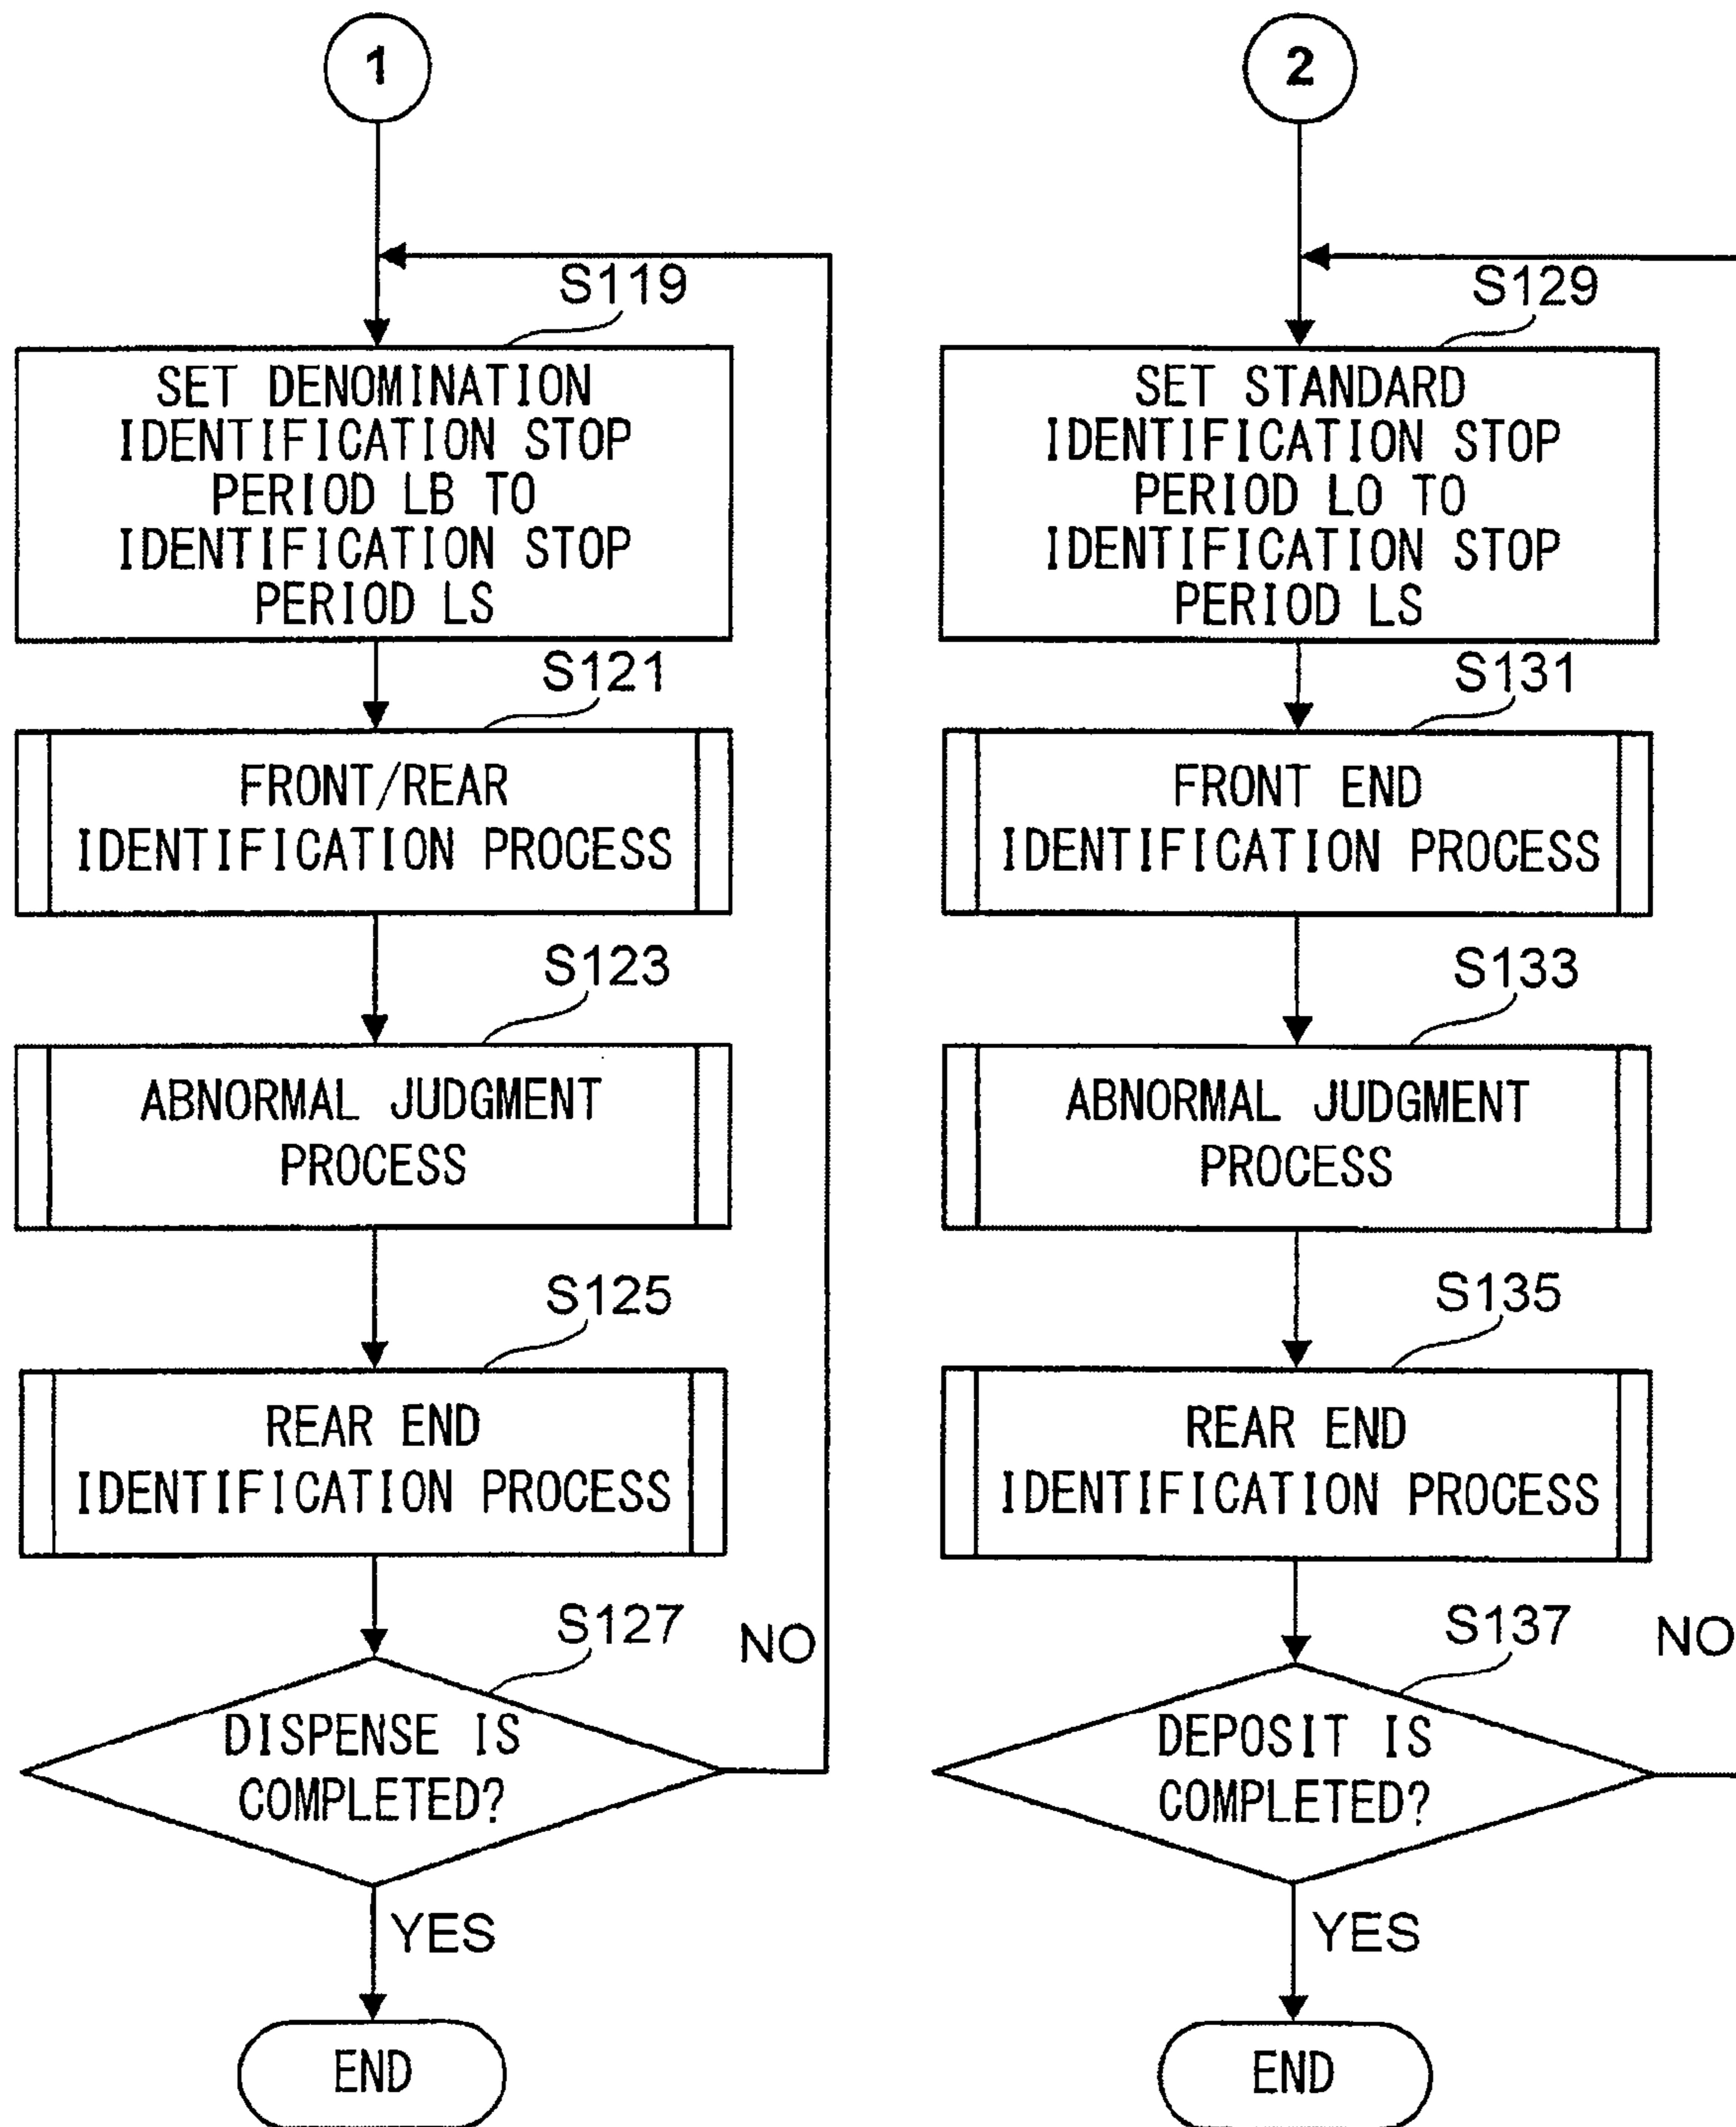 1
S119
SET DENOMINATION
IDENTIFICATION STOP
PERIOD LB TO
IDENTIFICATION STOP
PERIOD LS
S121
FRONT/REAR
IDENTIFICATION PROCESS
S123
ABNORMAL JUDGMENT
PROCESS
S125
REAR END
IDENTIFICATION PROCESS
S127
NO
DISPENSE IS
COMPLETED?
YES
END
2
S129
SET STANDARD
IDENTIFICATION STOP
PERIOD LO TO
IDENTIFICATION STOP
PERIOD LS
S131
FRONT END
IDENTIFICATION PROCESS
S133
ABNORMAL JUDGMENT
PROCESS
S135
REAR END
IDENTIFICATION PROCESS
S137
NO
DEPOSIT IS
COMPLETED?
YES
END